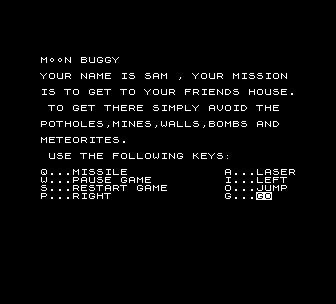 MOON BUGGY
YOUR NAME IS SAM , YOUR MISSION
IS TO GET TO YOUR FRIENDS HOUSE.
TO GET THERE SIMPLY AVOID THE
POTHOLES,MINES,WALLS,BOMBS AND
METEORITES.
USE THE FOLLOWING KEYS:
Q...MISSILE A...LASER
W...PAUSE GAME I...LEFT
S...RESTART GAME O...JUMP
P...RIGHT G...GO